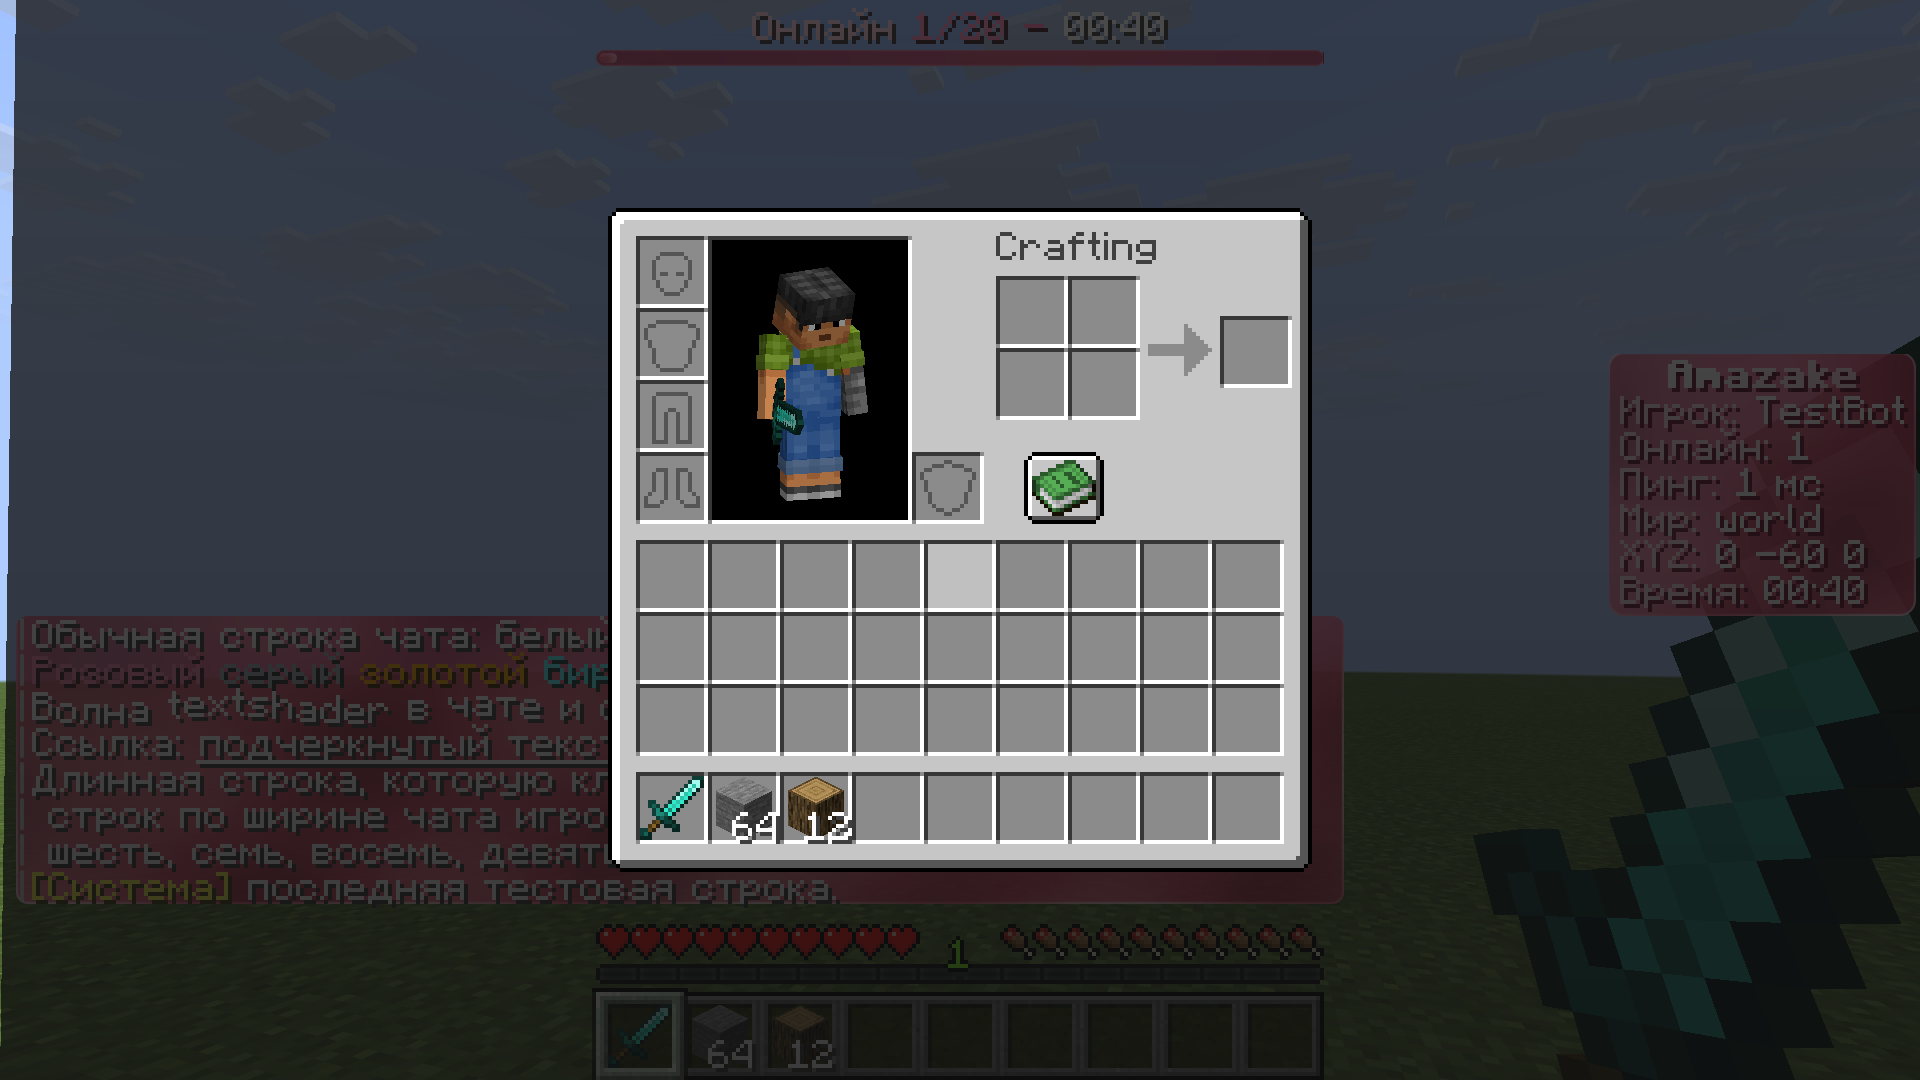 Онлайн 1/20 - 00:40
Crafting
Amazake
Игрок: TestBot
Онлайн: 1
Пинг: 1 мс
Мир: world
XYZ: 0 -60 0
Время: 00:40
Обычная строка чата: белый
Розовый серый золотой бир
Волна textshader в чате и
Ссылка: подчеркнутый текс
Длинная строка, которую кл
строк по ширине чата игро
шесть, семь, восемь, девят
[Система] последняя тестовая строка.
64 12
1
64 12